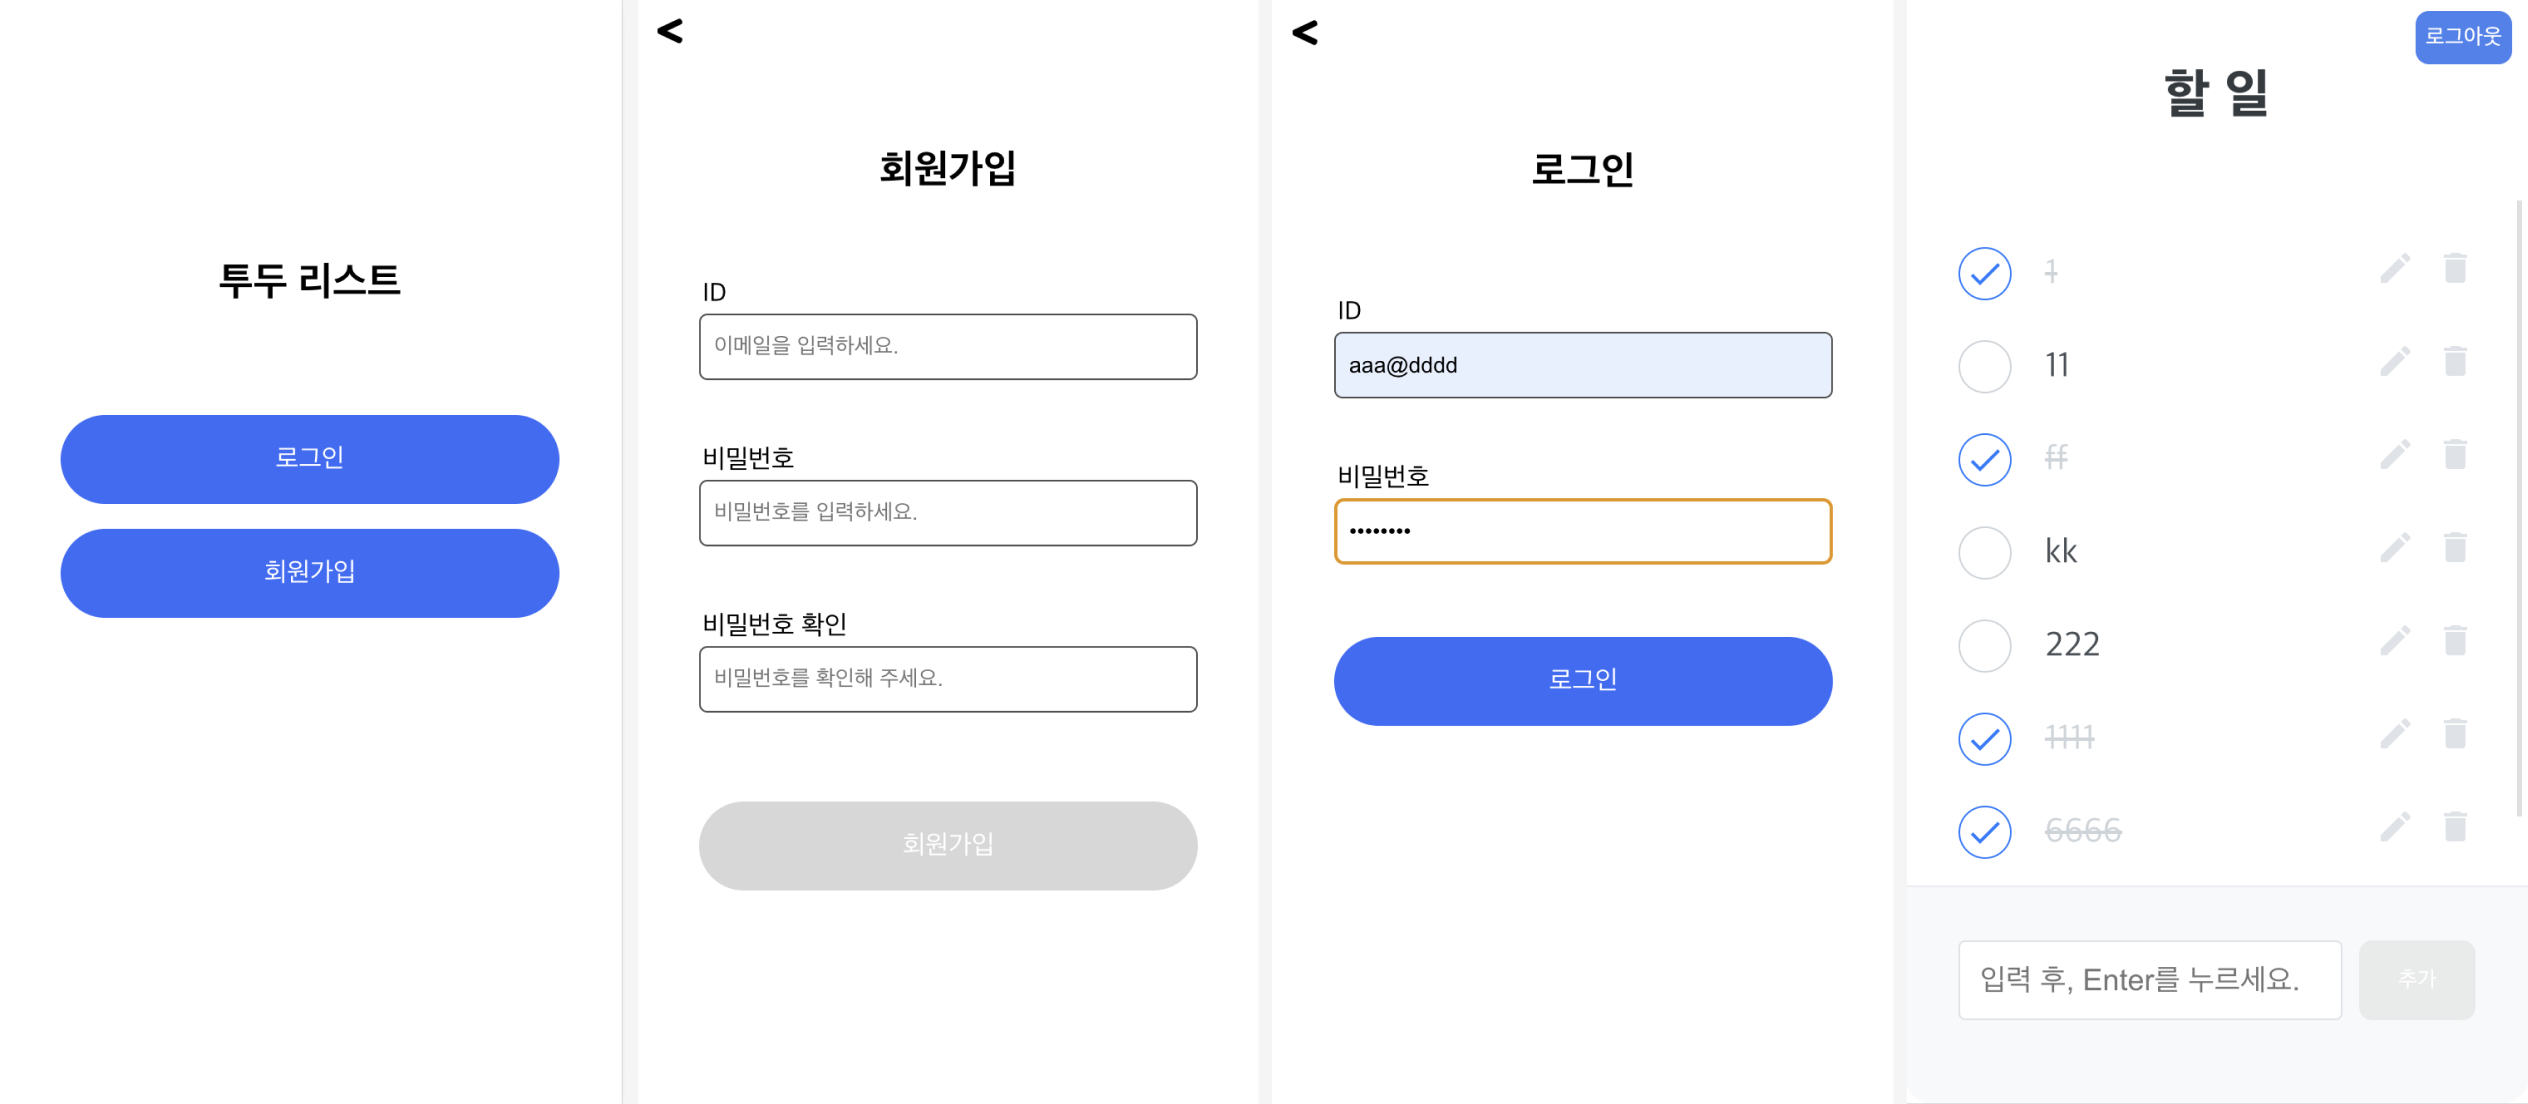 투두 리스트
로그인
회원가입
<
회원가입
ID
이메일을 입력하세요.
비밀번호
비밀번호를 입력하세요.
비밀번호 확인
비밀번호를 확인해 주세요.
회원가입
<
로그인
ID
aaa@dddd
비밀번호
••••••••
로그인
로그아웃
할 일
1
11
ff
kk
222
1111
6666
입력 후, Enter를 누르세요.
추가